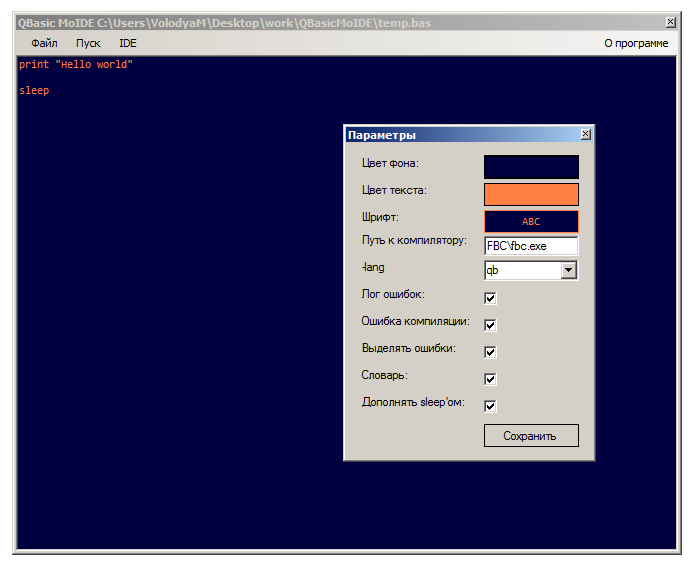 QBasic MoIDE C:\Users\VolodyaM\Desktop\work\QBasicMoIDE\temp.bas
Файл Пуск IDE О программе
print "Hello world"
sleep
Параметры
Цвет фона:
Цвет текста:
Шрифт: ABC
Путь к компилятору: FBC\fbc.exe
-lang qb
Лог ошибок:
Ошибка компиляции:
Выделять ошибки:
Словарь:
Дополнять sleep'ом:
Сохранить